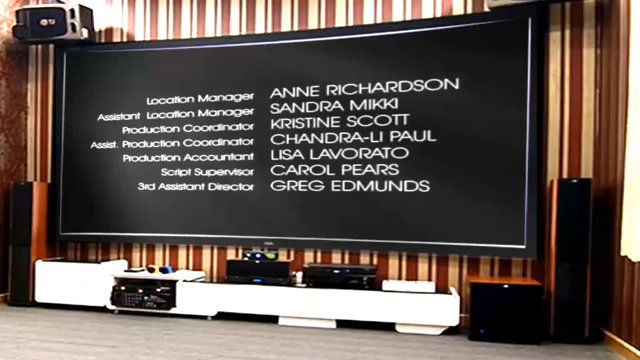 Location Manager ANNE RICHARDSON
Assistant Location Manager SANDRA MIKKI
Production Coordinator KRISTINE SCOTT
Assist. Production Coordinator CHANDRA-LI PAUL
Production Accountant LISA LAVORATO
Script Supervisor CAROL PEARS
3rd Assistant Director GREG EDMUNDS